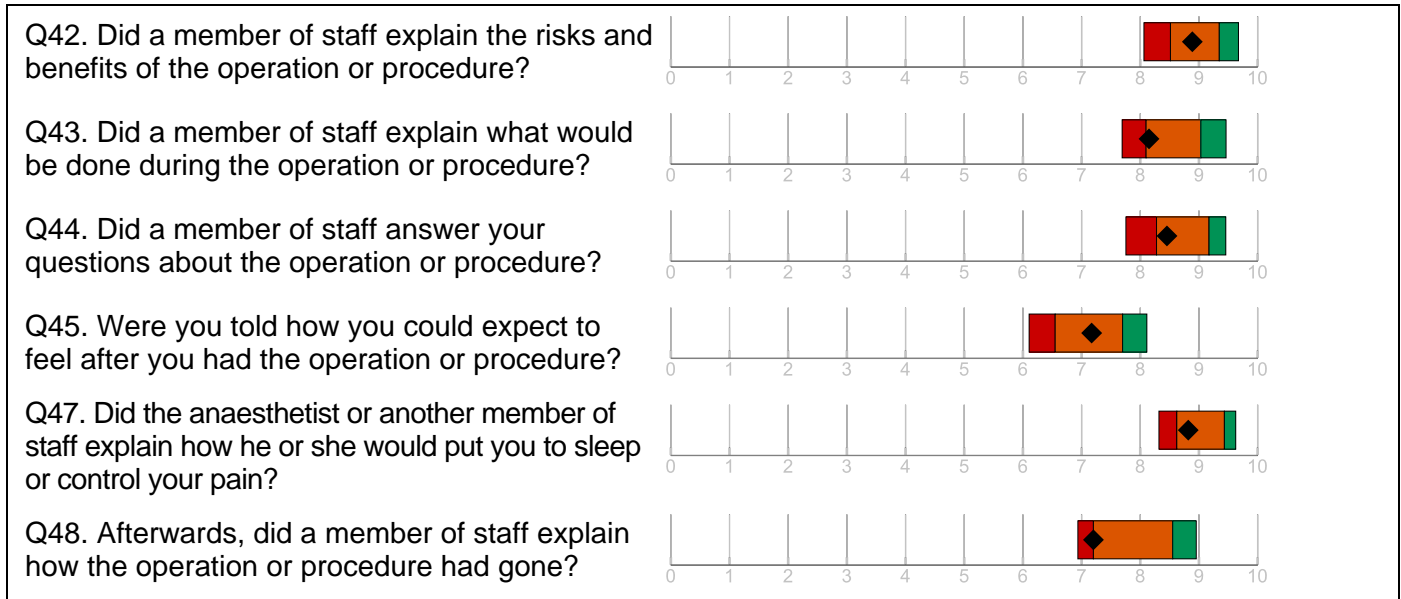 Q42. Did a member of staff explain the risks and
benefits of the operation or procedure?
0 1 2 3 4 5 6 7 8 9 10
Q43. Did a member of staff explain what would
be done during the operation or procedure?
0 1 2 3 4 5 6 7 8 9 10
Q44. Did a member of staff answer your
questions about the operation or procedure?
0 1 2 3 4 5 6 7 8 9 10
Q45. Were you told how you could expect to
feel after you had the operation or procedure?
0 1 2 3 4 5 6 7 8 9 10
Q47. Did the anaesthetist or another member of
staff explain how he or she would put you to sleep
or control your pain?
0 1 2 3 4 5 6 7 8 9 10
Q48. Afterwards, did a member of staff explain
how the operation or procedure had gone?
0 1 2 3 4 5 6 7 8 9 10